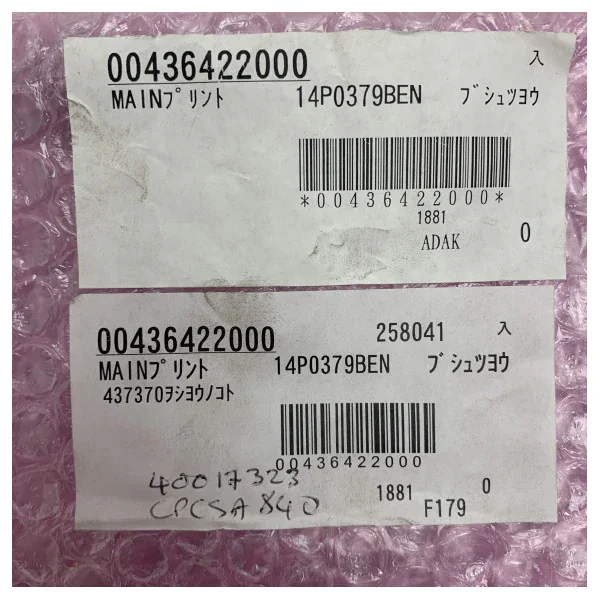 00436422000 入
MAINﾌﾟﾘﾝﾄ 14P0379BEN ﾌﾞｼｭﾂﾖｳ
*00436422000*
1881
ADAK 0
00436422000 258041 入
MAINﾌﾟﾘﾝﾄ 14P0379BEN ﾌﾞｼｭﾂﾖｳ
437370ｦｼﾖｳﾉｺﾄ
00436422000
40017323
CPCSA840
1881 0
F179